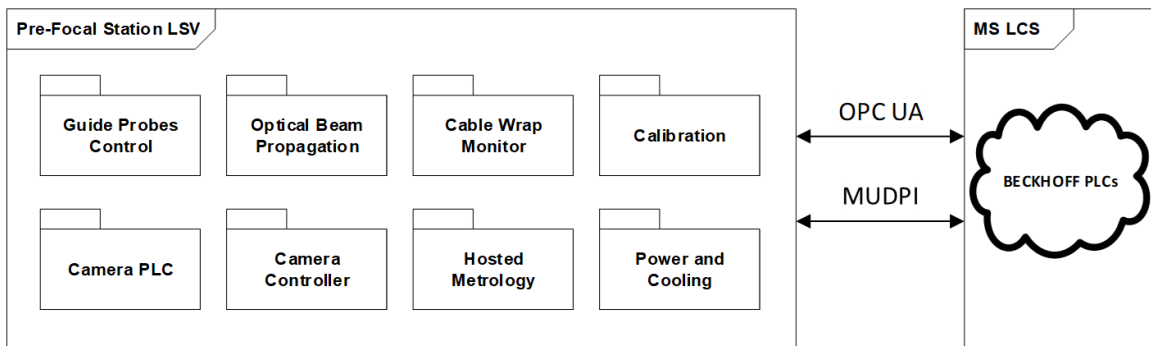 Pre-Focal Station LSV
MS LCS
Guide Probes
Control
Optical Beam
Propagation
Cable Wrap
Monitor
Calibration
OPC UA
BECKHOFF PLCs
MUDPI
Camera PLC
Camera
Controller
Hosted
Metrology
Power and
Cooling